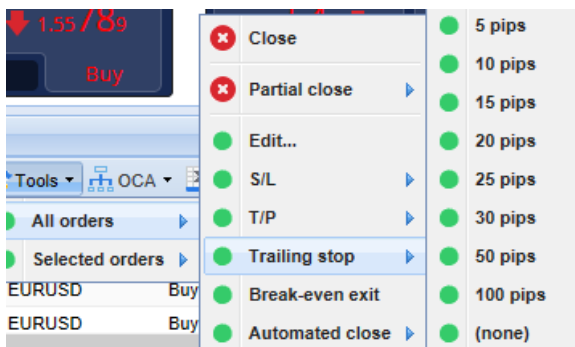 1.55789
Buy
Tools
OCA
All orders
Selected orders
EURUSD Buy
EURUSD Buy
Close
Partial close
Edit...
S/L
T/P
Trailing stop
Break-even exit
Automated close
5 pips
10 pips
15 pips
20 pips
25 pips
30 pips
50 pips
100 pips
(none)